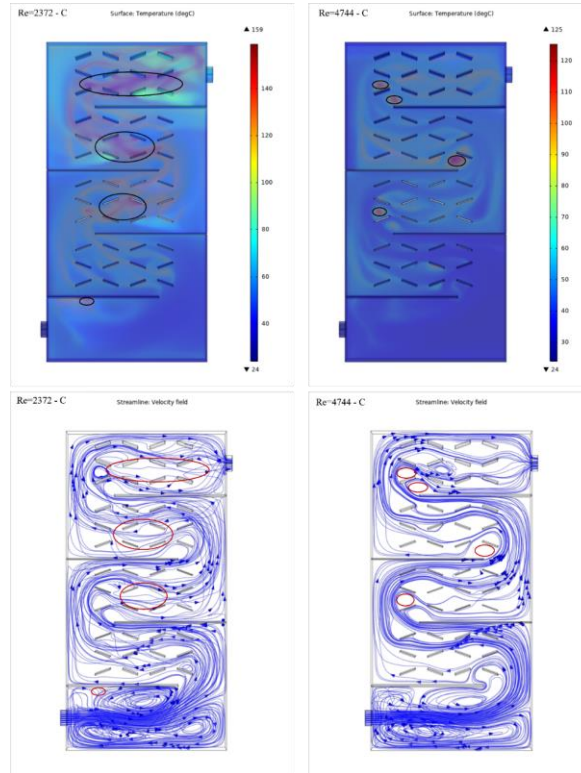 Re=2372 - C
Surface: Temperature (degC)
▲ 159
140
120
100
80
60
40
▼ 24
Re=4744 - C
Surface: Temperature (degC)
▲ 125
120
110
100
90
80
70
60
50
40
30
▼ 24
Re=2372 - C
Streamline: Velocity field
Re=4744 - C
Streamline: Velocity field